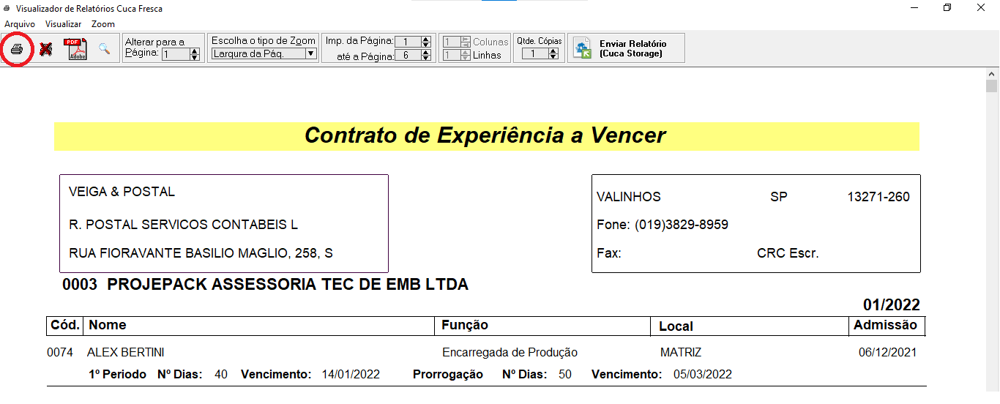 Visualizador de Relatórios Cuca Fresca
Arquivo Visualizar Zoom
PDF Adobe
Alterar para a
Página: 1
Escolha o tipo de Zoom
Largura da Pág.
Imp. da Página: 1
até a Página: 6
1 Colunas
1 Linhas
Qtde. Cópias
1
Enviar Relatório
(Cuca Storage)
Contrato de Experiência a Vencer
VEIGA & POSTAL
R. POSTAL SERVICOS CONTABEIS L
RUA FIORAVANTE BASILIO MAGLIO, 258, S
VALINHOS SP 13271-260
Fone: (019)3829-8959
Fax: CRC Escr.
0003 PROJEPACK ASSESSORIA TEC DE EMB LTDA
01/2022
Cód. Nome Função Local Admissão
0074 ALEX BERTINI Encarregada de Produção MATRIZ 06/12/2021
1º Periodo Nº Dias: 40 Vencimento: 14/01/2022 Prorrogação Nº Dias: 50 Vencimento: 05/03/2022